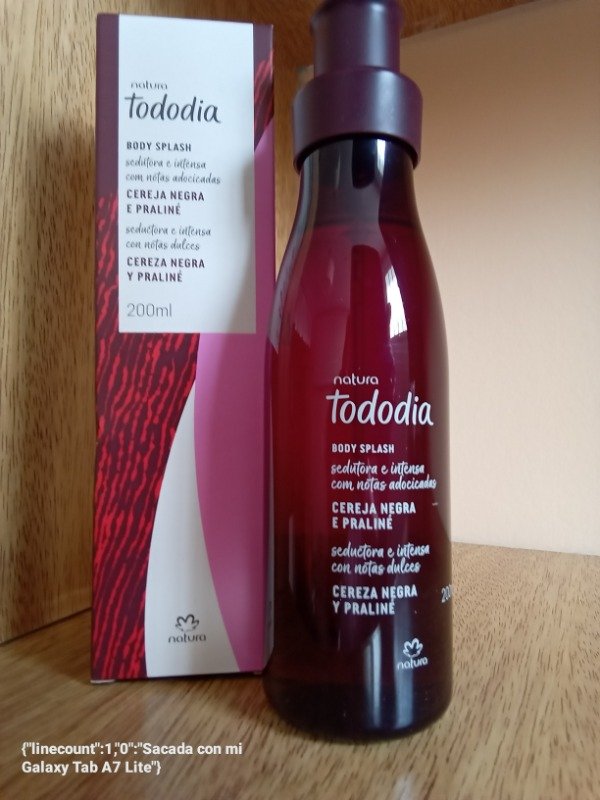 natura
tododia
BODY SPLASH
sedutora e intensa
com notas adocicadas
CEREJA NEGRA
E PRALINÉ
seductora e intensa
con notas dulces
CEREZA NEGRA
Y PRALINÉ
200ml
natura
natura
tododia
BODY SPLASH
sedutora e intensa
com notas adocicadas
CEREJA NEGRA
E PRALINÉ
seductora e intensa
con notas dulces
CEREZA NEGRA
Y PRALINÉ
200
natura
{"linecount":1,"0":"Sacada con mi
Galaxy Tab A7 Lite"}